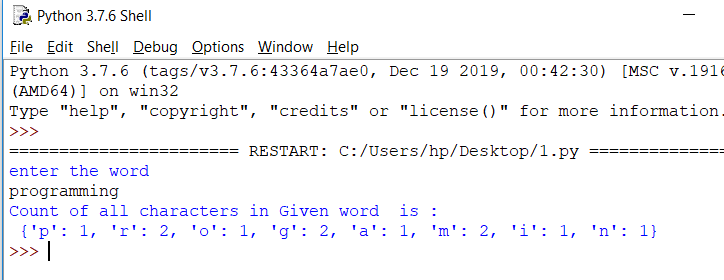 Python 3.7.6 Shell
File Edit Shell Debug Options Window Help
Python 3.7.6 (tags/v3.7.6:43364a7ae0, Dec 19 2019, 00:42:30) [MSC v.1916
(AMD64)] on win32
Type "help", "copyright", "credits" or "license()" for more information.
>>>
======================= RESTART: C:/Users/hp/Desktop/1.py ==============
enter the word
programming
Count of all characters in Given word  is :
 {'p': 1, 'r': 2, 'o': 1, 'g': 2, 'a': 1, 'm': 2, 'i': 1, 'n': 1}
>>>